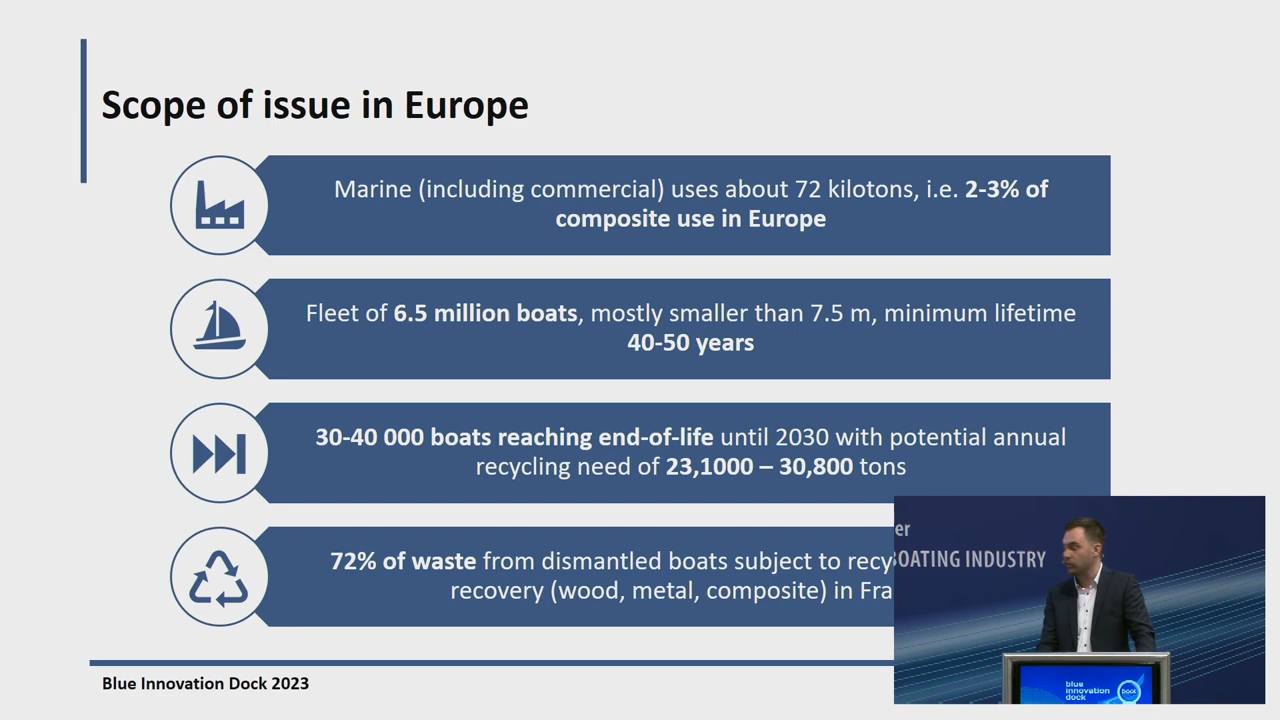 Scope of issue in Europe
Marine (including commercial) uses about 72 kilotons, i.e. 2-3% of
composite use in Europe
Fleet of 6.5 million boats, mostly smaller than 7.5 m, minimum lifetime
40-50 years
30-40 000 boats reaching end-of-life until 2030 with potential annual
recycling need of 23,1000 – 30,800 tons
72% of waste from dismantled boats subject to recy
recovery (wood, metal, composite) in Fra
er
BOATING INDUSTRY
blue
innovation
dock
boot
Blue Innovation Dock 2023